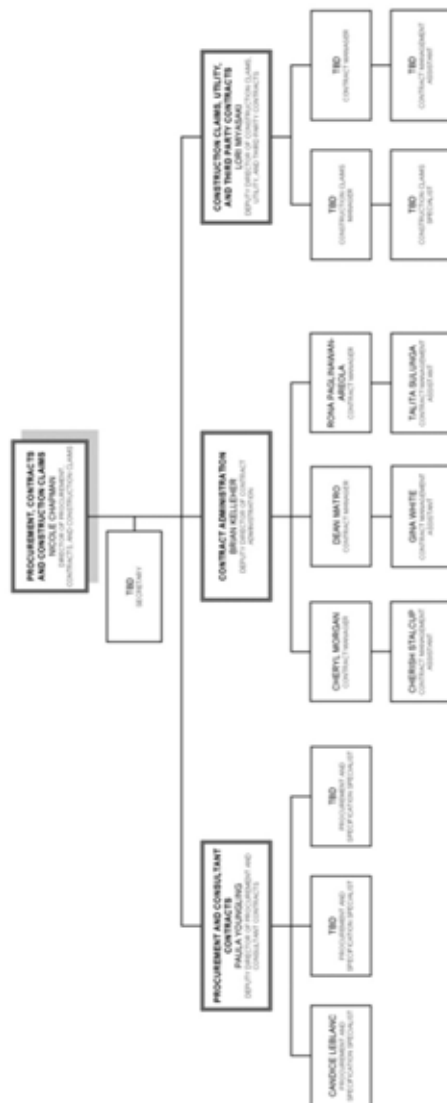 PROCUREMENT, CONTRACTS
AND CONSTRUCTION CLAIMS
NICOLE CHAPMAN
DIRECTOR OF PROCUREMENT,
CONTRACTS, AND CONSTRUCTION CLAIMS
TBD
SECRETARY
PROCUREMENT AND CONSULTANT
CONTRACTS
PAULA YOUNGLING
DEPUTY DIRECTOR OF PROCUREMENT AND
CONSULTANT CONTRACTS
CANDICE LEBLANC
PROCUREMENT AND
SPECIFICATION SPECIALIST
TBD
PROCUREMENT AND
SPECIFICATION SPECIALIST
TBD
PROCUREMENT AND
SPECIFICATION SPECIALIST
CONTRACT ADMINISTRATION
BRIAN KELLEHER
DEPUTY DIRECTOR OF CONTRACT
ADMINISTRATION
CHERYL MORGAN
CONTRACT MANAGER
DEAN MATRO
CONTRACT MANAGER
RONA PAGLINAWAN-
AREOLA
CONTRACT MANAGER
CHERISH STALCUP
CONTRACT MANAGEMENT
ASSISTANT
GINA WHITE
CONTRACT MANAGEMENT
ASSISTANT
TALITA SULUNGA
CONTRACT MANAGEMENT
ASSISTANT
CONSTRUCTION CLAIMS, UTILITY,
AND THIRD PARTY CONTRACTS
LORI MIYASAKI
DEPUTY DIRECTOR OF CONSTRUCTION CLAIMS,
UTILITY, AND THIRD PARTY CONTRACTS
TBD
CONSTRUCTION CLAIMS
MANAGER
TBD
CONTRACT MANAGER
TBD
CONSTRUCTION CLAIMS
SPECIALIST
TBD
CONTRACT MANAGEMENT
ASSISTANT